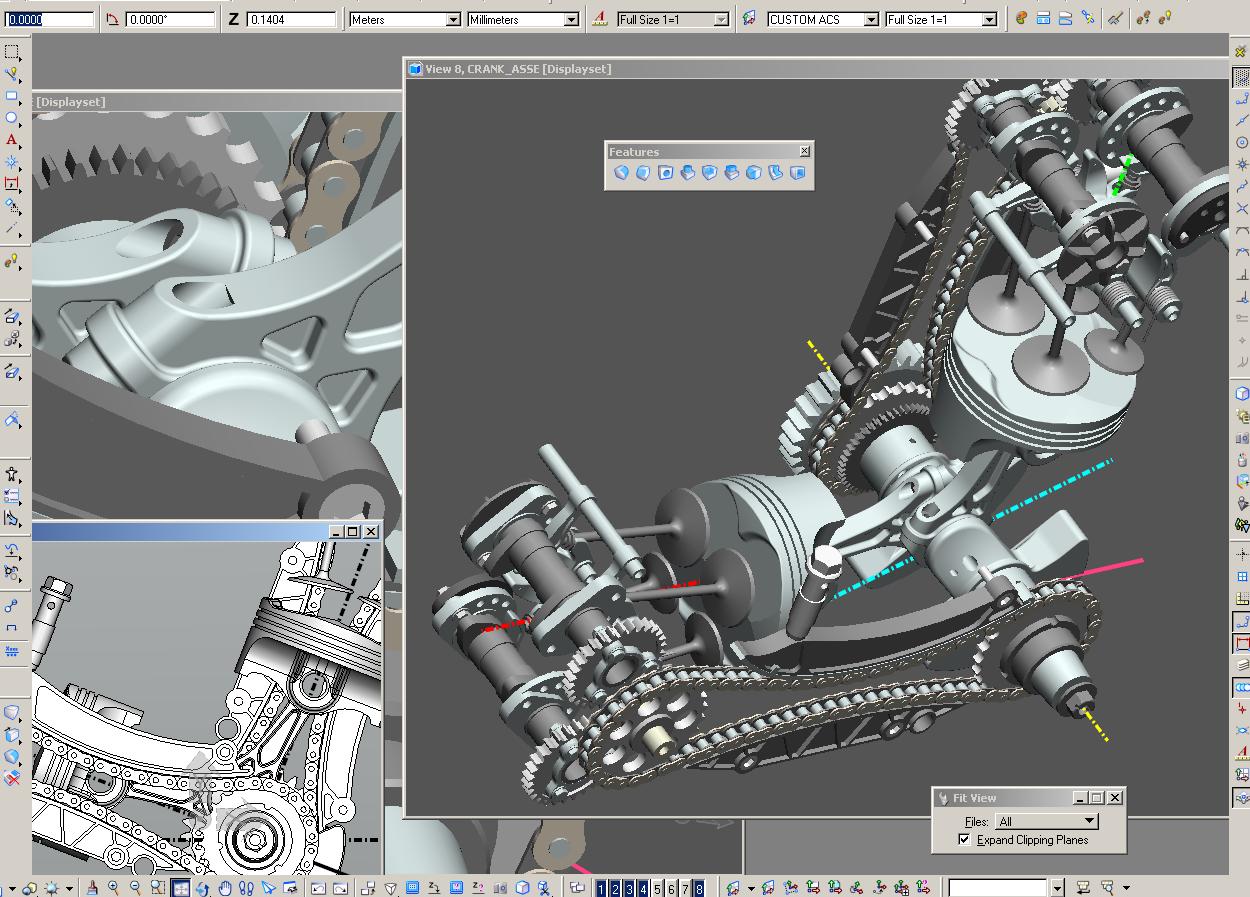 0.0000
0.0000°
Z
0.1404
Meters
Millimeters
Full Size 1=1
CUSTOM ACS
Full Size 1=1
View 8, CRANK_ASSE [Displayset]
[Displayset]
Features
Fit View
Files: All
Expand Clipping Planes
1 2 3 4 5 6 7 8